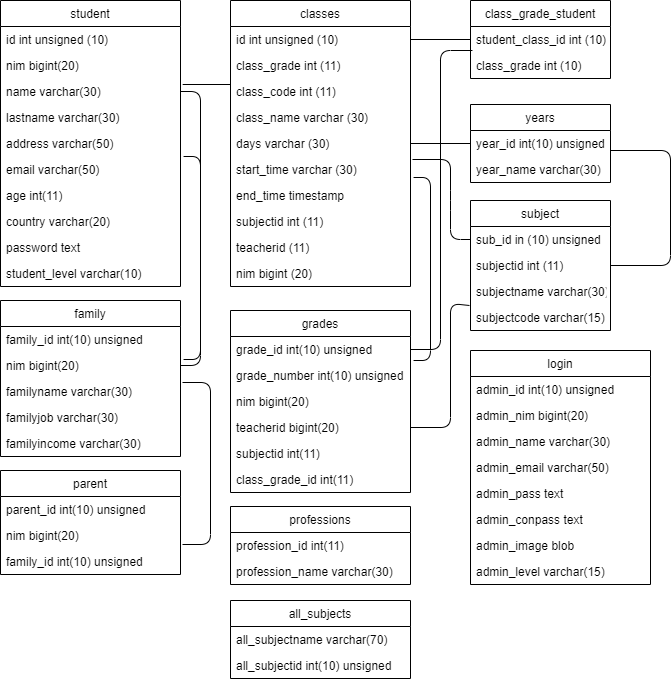 student
id int unsigned (10)
nim bigint(20)
name varchar(30)
lastname varchar(30)
address varchar(50)
email varchar(50)
age int(11)
country varchar(20)
password text
student_level varchar(10)
family
family_id int(10) unsigned
nim bigint(20)
familyname varchar(30)
familyjob varchar(30)
familyincome varchar(30)
parent
parent_id int(10) unsigned
nim bigint(20)
family_id int(10) unsigned
classes
id int unsigned (10)
class_grade int (11)
class_code int (11)
class_name varchar (30)
days varchar (30)
start_time varchar (30)
end_time timestamp
subjectid int (11)
teacherid (11)
nim bigint (20)
grades
grade_id int(10) unsigned
grade_number int(10) unsigned
nim bigint(20)
teacherid bigint(20)
subjectid int(11)
class_grade_id int(11)
professions
profession_id int(11)
profession_name varchar(30)
all_subjects
all_subjectname varchar(70)
all_subjectid int(10) unsigned
class_grade_student
student_class_id int (10)
class_grade int (10)
years
year_id int(10) unsigned
year_name varchar(30)
subject
sub_id in (10) unsigned
subjectid int (11)
subjectname varchar(30)
subjectcode varchar(15)
login
admin_id int(10) unsigned
admin_nim bigint(20)
admin_name varchar(30)
admin_email varchar(50)
admin_pass text
admin_conpass text
admin_image blob
admin_level varchar(15)